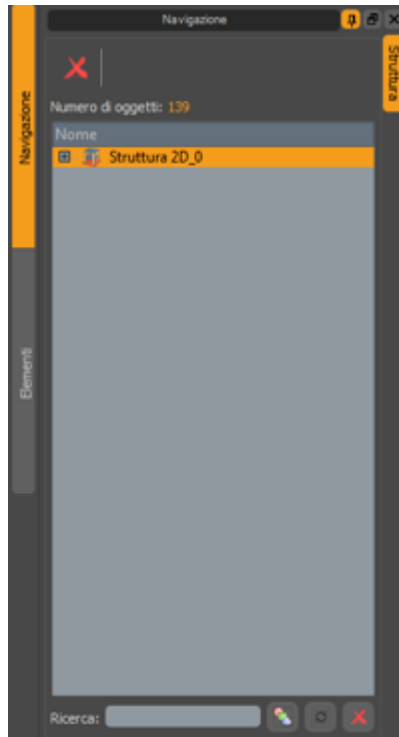 Navigazione
Struttura
Navigazione
Elementi
Numero di oggetti: 139
Nome
Struttura 2D_0
Ricerca: